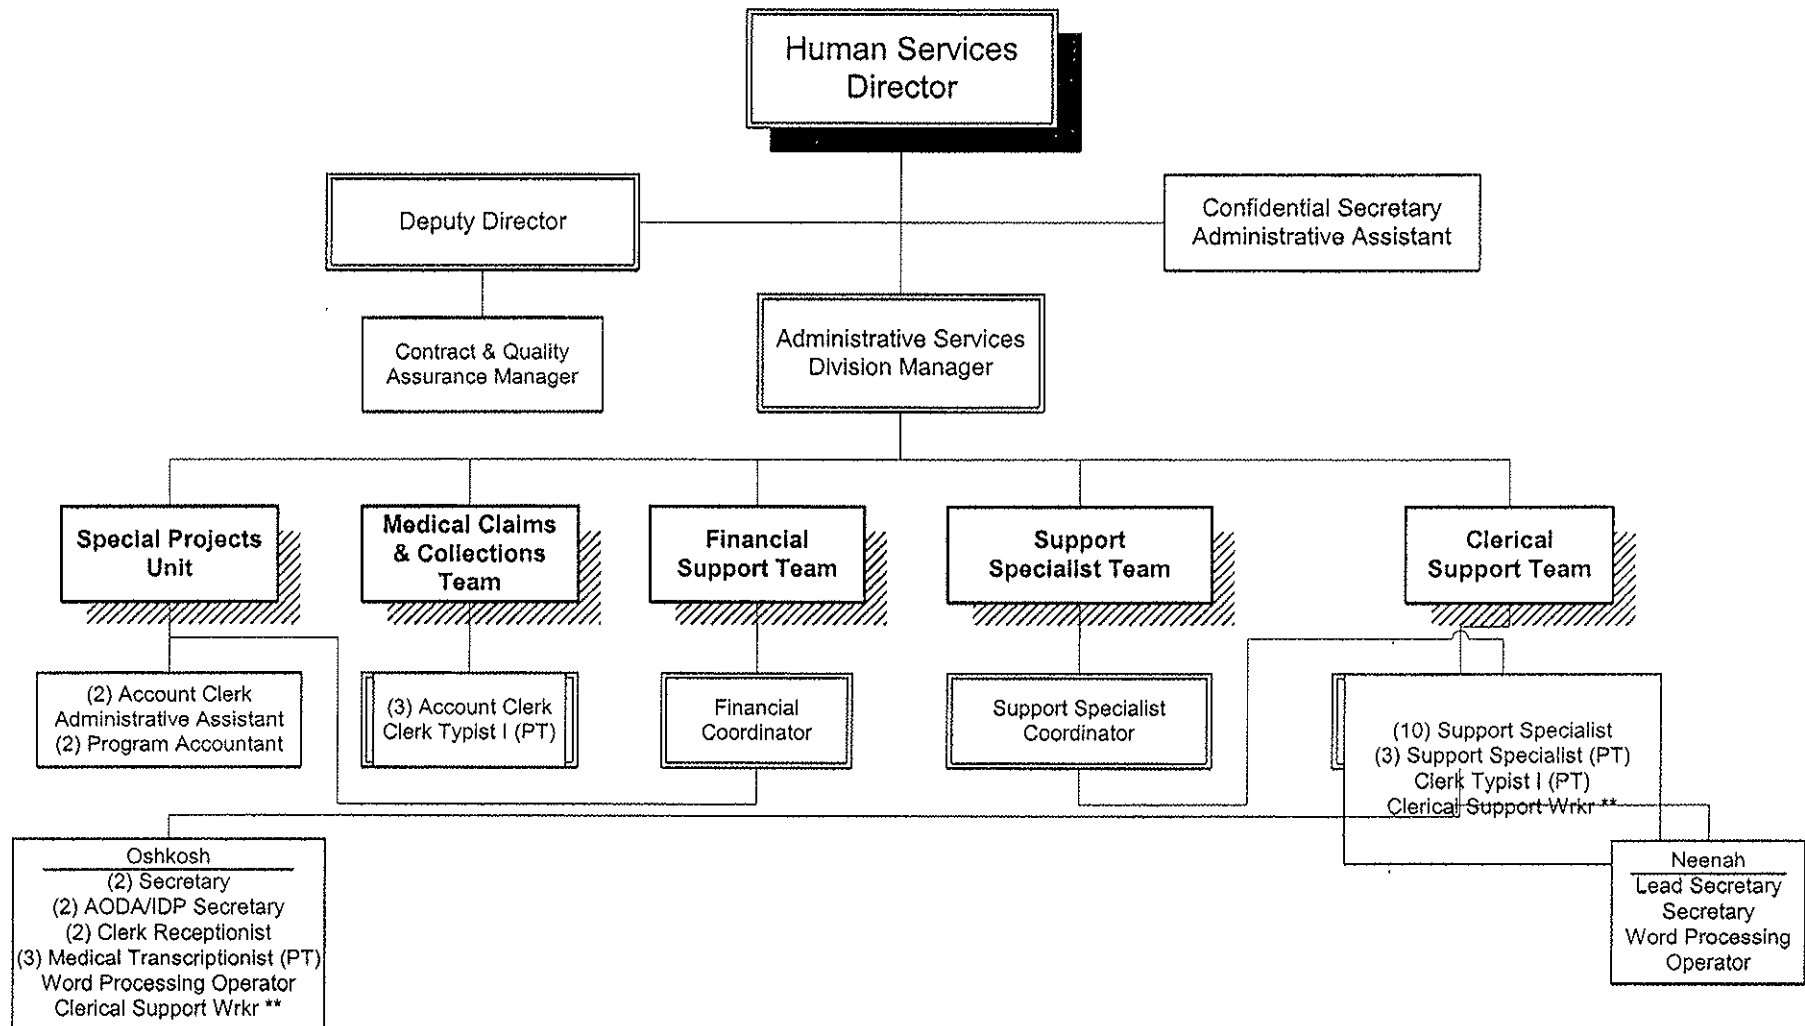 Human Services
Director
Deputy Director
Confidential Secretary
Administrative Assistant
Contract & Quality
Assurance Manager
Administrative Services
Division Manager
Special Projects
Unit
Medical Claims
& Collections
Team
Financial
Support Team
Support
Specialist Team
Clerical
Support Team
(2) Account Clerk
Administrative Assistant
(2) Program Accountant
(3) Account Clerk
Clerk Typist I (PT)
Financial
Coordinator
Support Specialist
Coordinator
(10) Support Specialist
(3) Support Specialist (PT)
Clerk Typist I (PT)
Clerical Support Wrkr **
Oshkosh
(2) Secretary
(2) AODA/IDP Secretary
(2) Clerk Receptionist
(3) Medical Transcriptionist (PT)
Word Processing Operator
Clerical Support Wrkr **
Neenah
Lead Secretary
Secretary
Word Processing
Operator